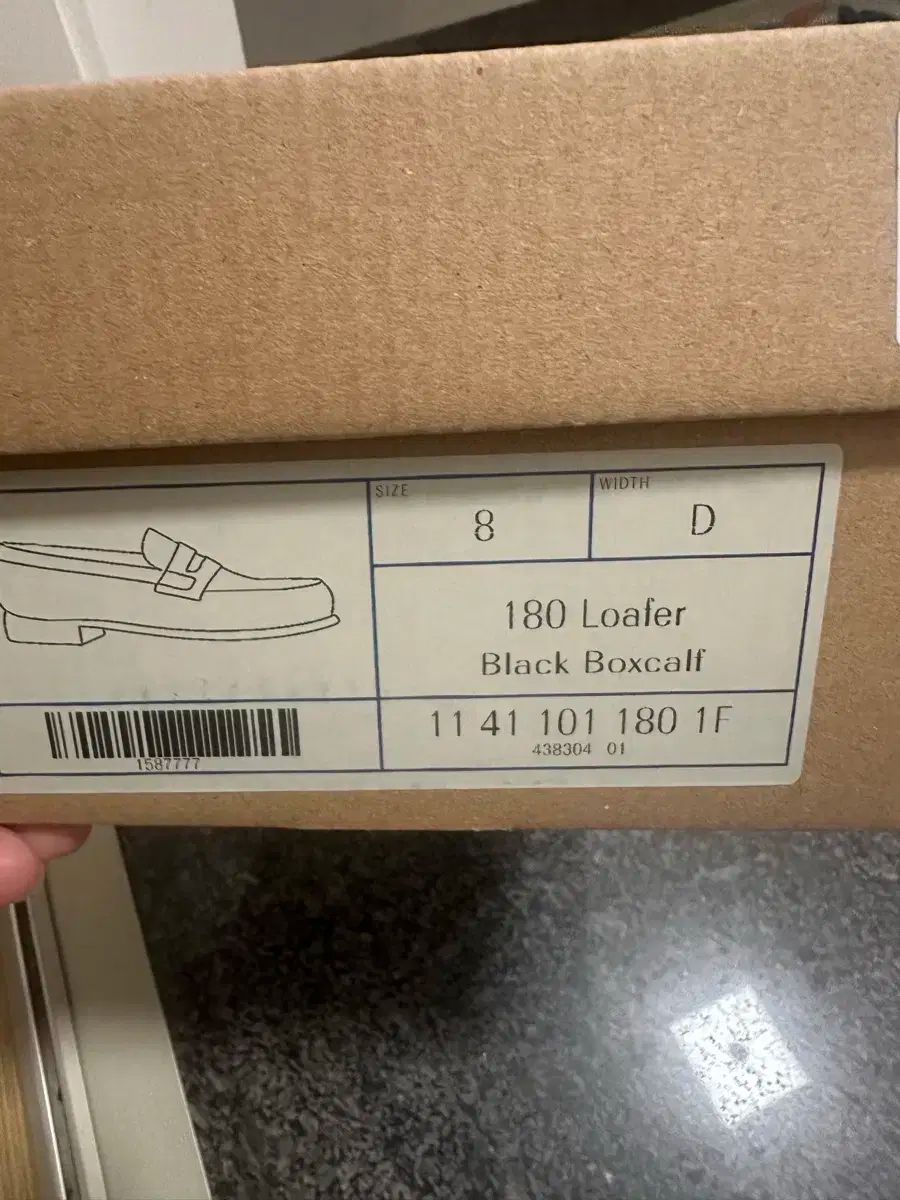 SIZE
8
WIDTH
D
180 Loafer
Black Boxcalf
1587777
11 41 101 180 1F
438304 01